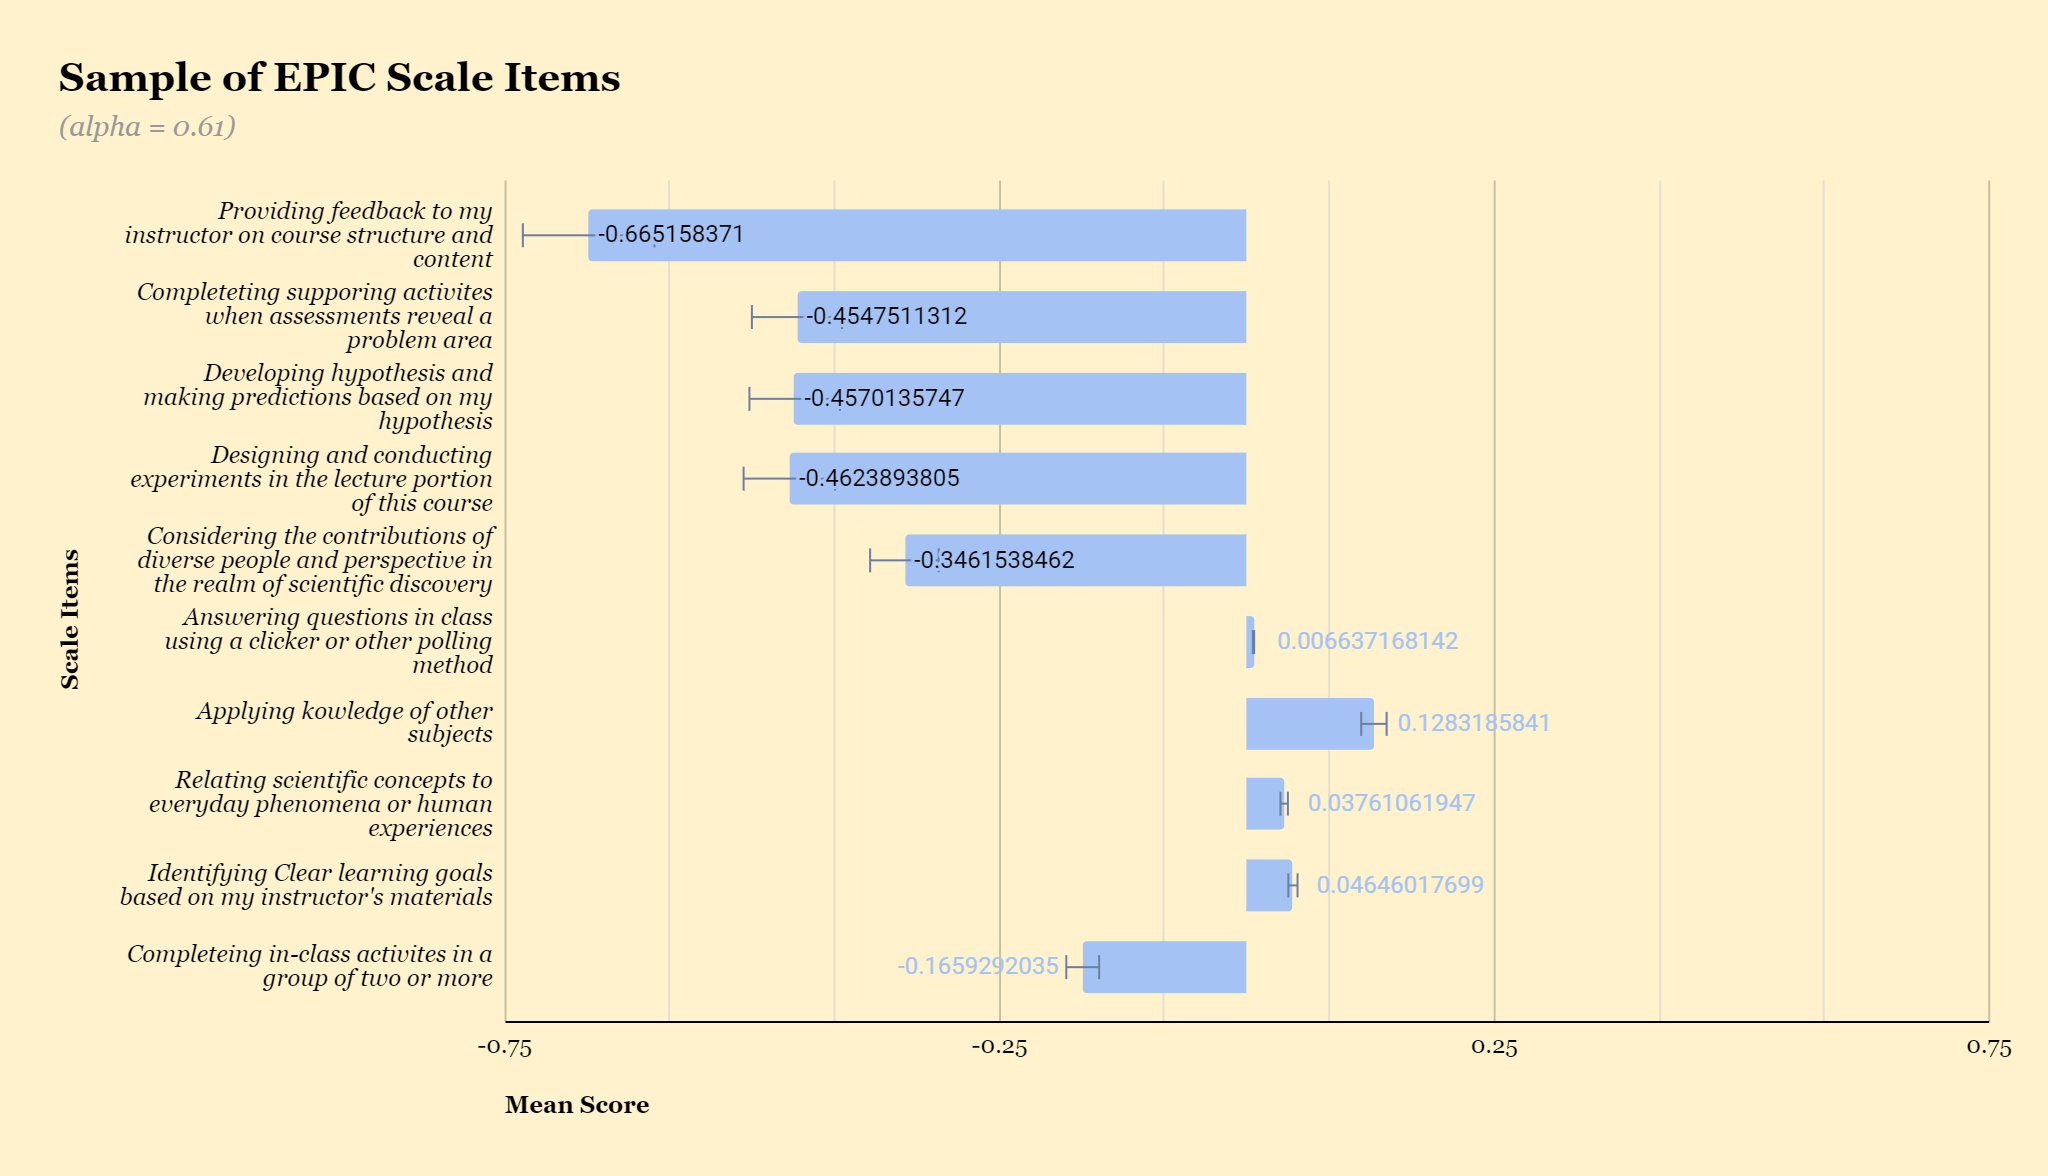 Sample of EPIC Scale Items
(alpha = 0.61)
Providing feedback to my
instructor on course structure and
content
-0.665158371
Completeting supporing activites
when assessments reveal a
problem area
-0.4547511312
Developing hypothesis and
making predictions based on my
hypothesis
-0.4570135747
Designing and conducting
experiments in the lecture portion
of this course
-0.4623893805
Considering the contributions of
diverse people and perspective in
the realm of scientific discovery
-0.3461538462
Answering questions in class
using a clicker or other polling
method
0.006637168142
Applying kowledge of other
subjects
0.1283185841
Relating scientific concepts to
everyday phenomena or human
experiences
0.03761061947
Identifying Clear learning goals
based on my instructor's materials
0.04646017699
Completeing in-class activites in a
group of two or more
-0.1659292035
Scale Items
-0.75 -0.25 0.25 0.75
Mean Score